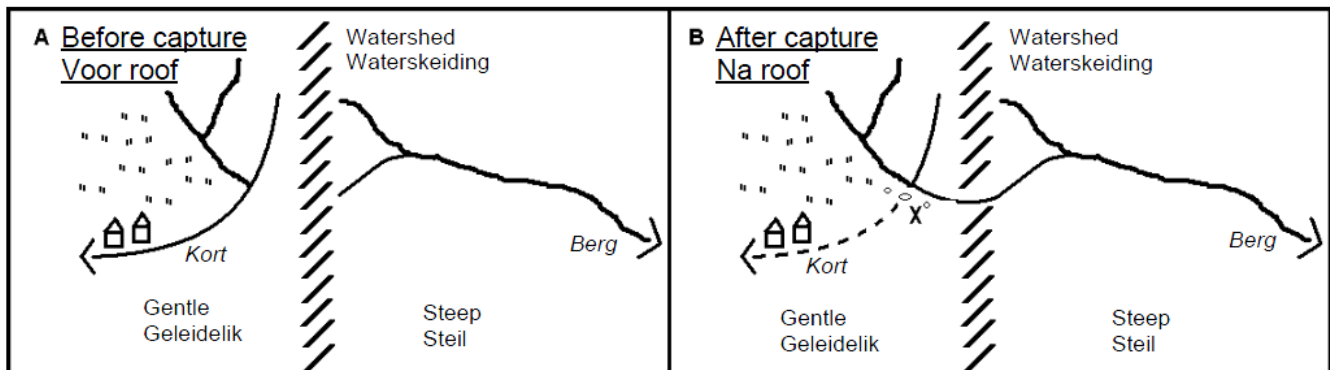 A Before capture
Voor roof
Watershed
Waterskeiding
Kort
Berg
Gentle
Geleidelik
Steep
Steil
B After capture
Na roof
Watershed
Waterskeiding
X
Kort
Berg
Gentle
Geleidelik
Steep
Steil